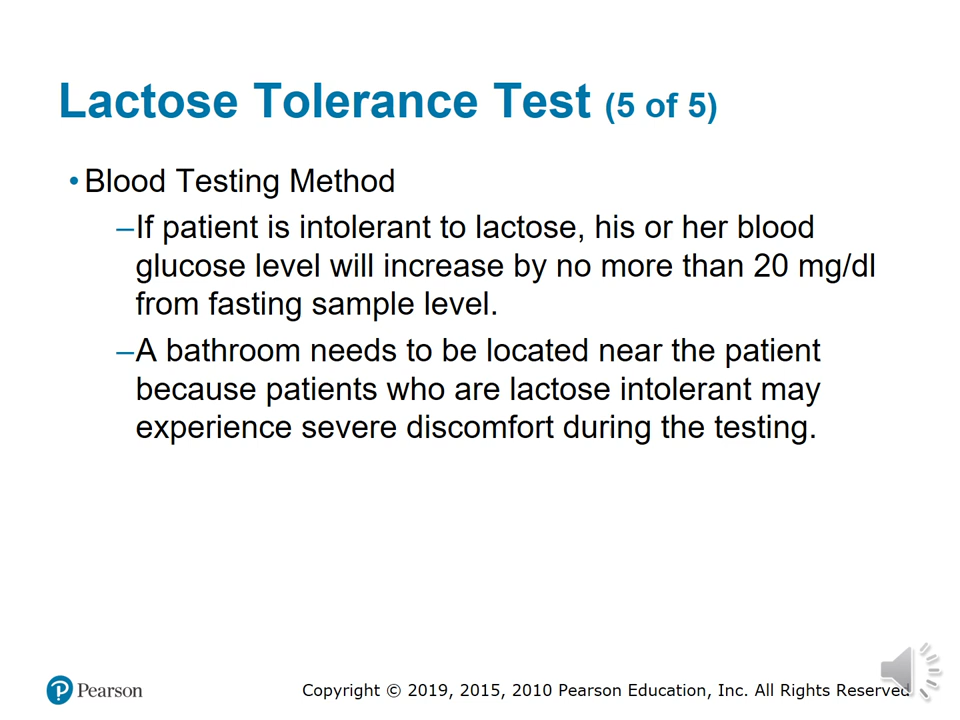 Lactose Tolerance Test (5 of 5)
• Blood Testing Method
–If patient is intolerant to lactose, his or her blood
glucose level will increase by no more than 20 mg/dl
from fasting sample level.
–A bathroom needs to be located near the patient
because patients who are lactose intolerant may
experience severe discomfort during the testing.
Pearson
Copyright © 2019, 2015, 2010 Pearson Education, Inc. All Rights Reserved